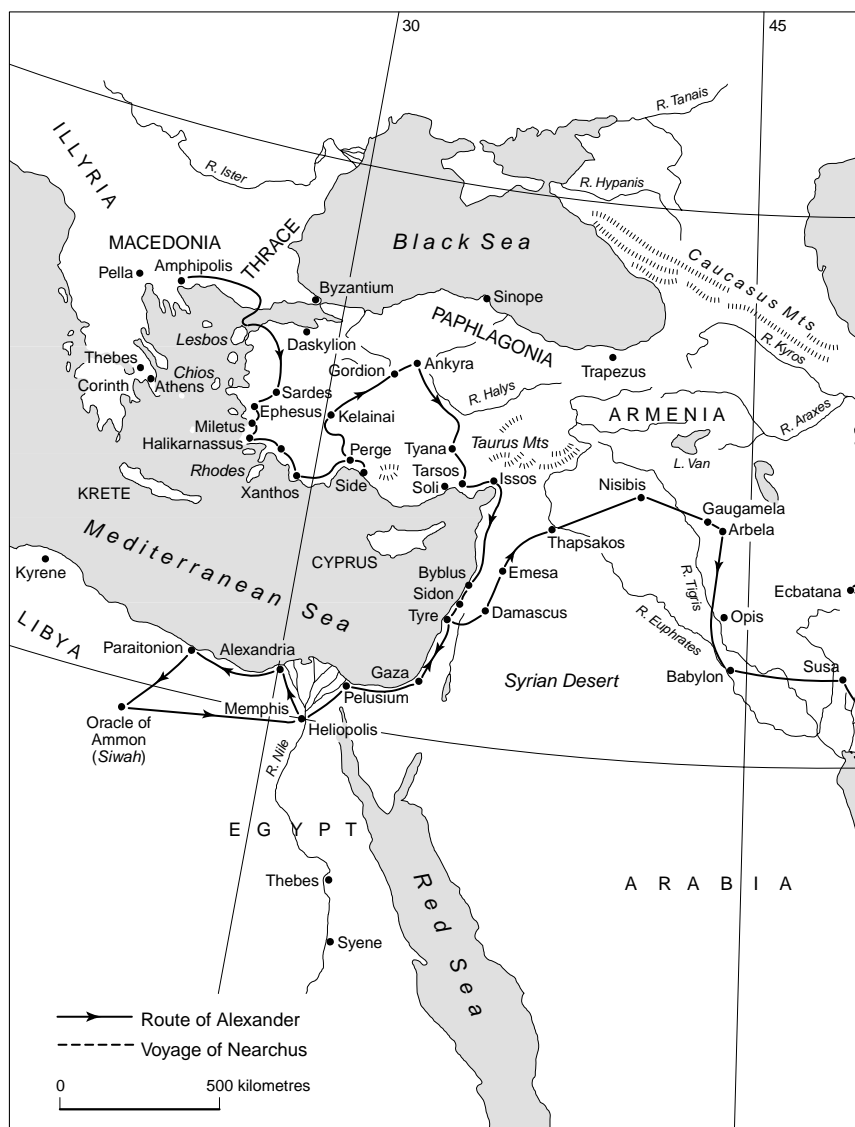 30
45
R. Tanais
ILLYRIA
R. Ister
R. Hypanis
MACEDONIA
THRACE
Black Sea
Caucasus Mts
Pella
Amphipolis
Byzantium
Sinope
PAPHLAGONIA
Lesbos
Daskylion
R. Kyros
Thebes
Chios
Gordion
Ankyra
Trapezus
Corinth
Athens
Sardes
R. Halys
Ephesus
Kelainai
ARMENIA
R. Araxes
Miletus
Halikarnassus
Perge
Tyana
Taurus Mts
L. Van
Rhodes
Tarsos
Xanthos
Side
Soli
Issos
Nisibis
KRETE
Gaugamela
Arbela
Mediterranean Sea
CYPRUS
Thapsakos
Kyrene
Byblus
Emesa
R. Tigris
Ecbatana
Sidon
Tyre
Damascus
R. Euphrates
Opis
LIBYA
Paraitonion
Alexandria
Gaza
Syrian Desert
Babylon
Susa
Pelusium
Oracle of
Ammon
(Siwah)
Memphis
Heliopolis
R. Nile
EGYPT
Thebes
ARABIA
Red Sea
Syene
Route of Alexander
Voyage of Nearchus
0
500 kilometres